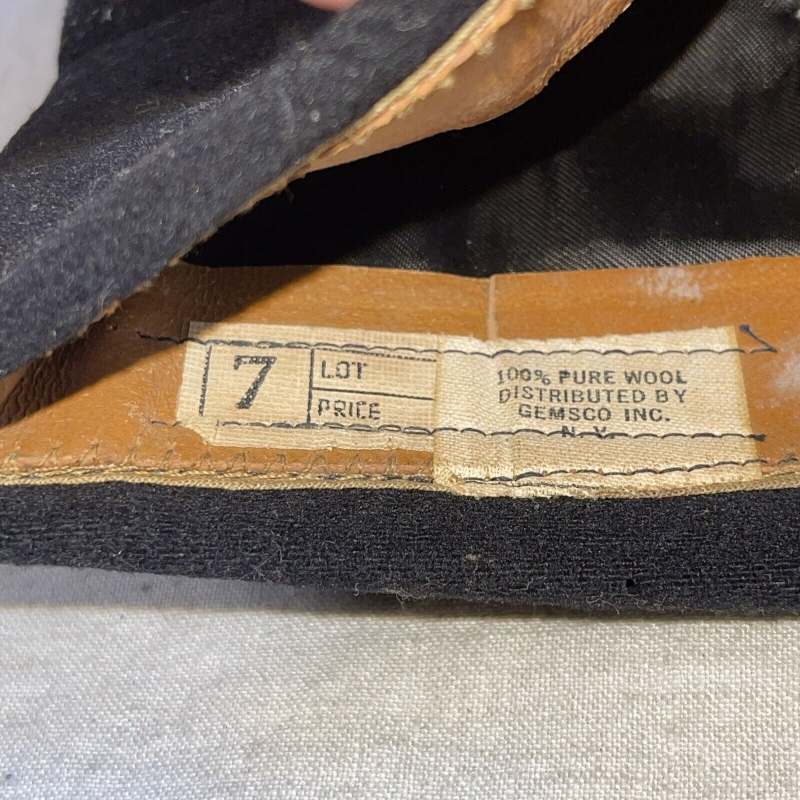 7
LOT
PRICE
100% PURE WOOL
DISTRIBUTED BY
GEMSCO INC.
N.Y.